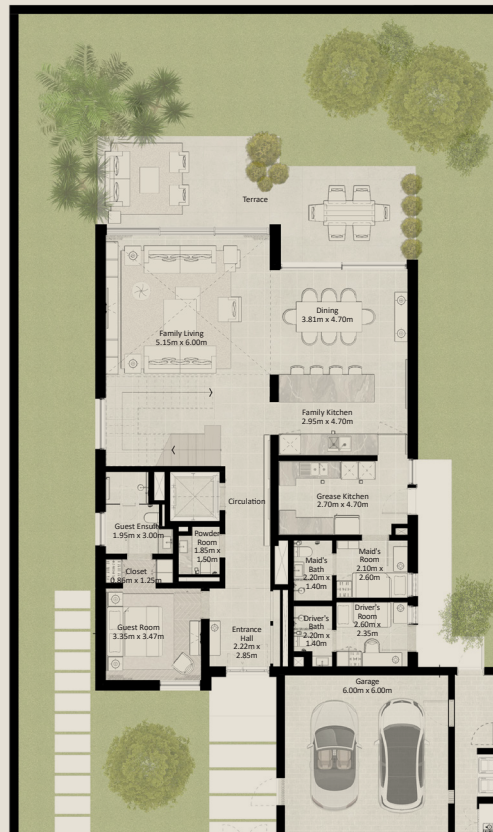 Terrace
Dining
3.81m x 4.70m
Family Living
5.15m x 6.00m
Family Kitchen
2.95m x 4.70m
Circulation
Grease Kitchen
2.70m x 4.70m
Guest Ensuite
1.95m x 3.00m
Powder
Room
1.85m x
1.50m
Maid's
Bath
2.20m x
1.40m
Maid's
Room
2.10m x
2.60m
Closet
0.86m x 1.25m
Guest Room
3.35m x 3.47m
Entrance
Hall
2.22m x
2.85m
Driver's
Bath
2.20m x
1.40m
Driver's
Room
2.60m x
2.35m
Garage
6.00m x 6.00m